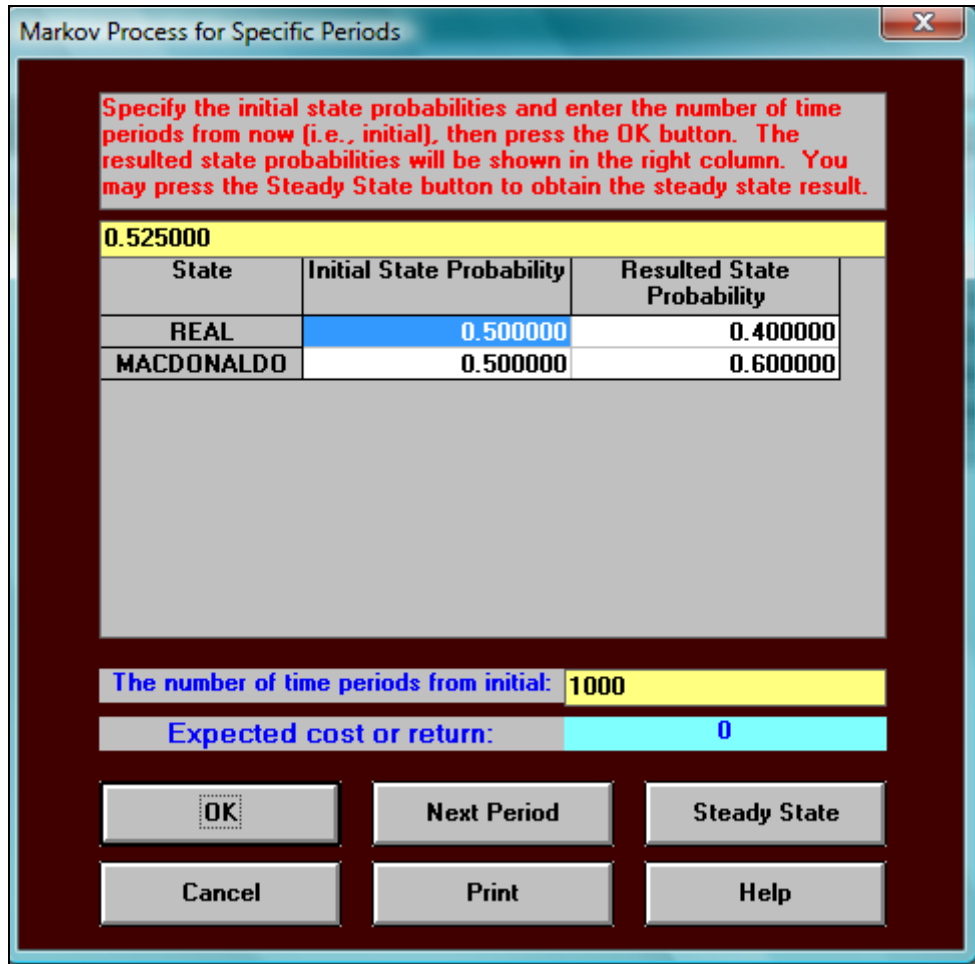 Markov Process for Specific Periods
X
Specify the initial state probabilities and enter the number of time
periods from now (i.e., initial), then press the OK button. The
resulted state probabilities will be shown in the right column. You
may press the Steady State button to obtain the steady state result.
0.525000
State Initial State Probability Resulted State
Probability
REAL 0.500000 0.400000
MACDONALDO 0.500000 0.600000
The number of time periods from initial: 1000
Expected cost or return: 0
OK Next Period Steady State
Cancel Print Help